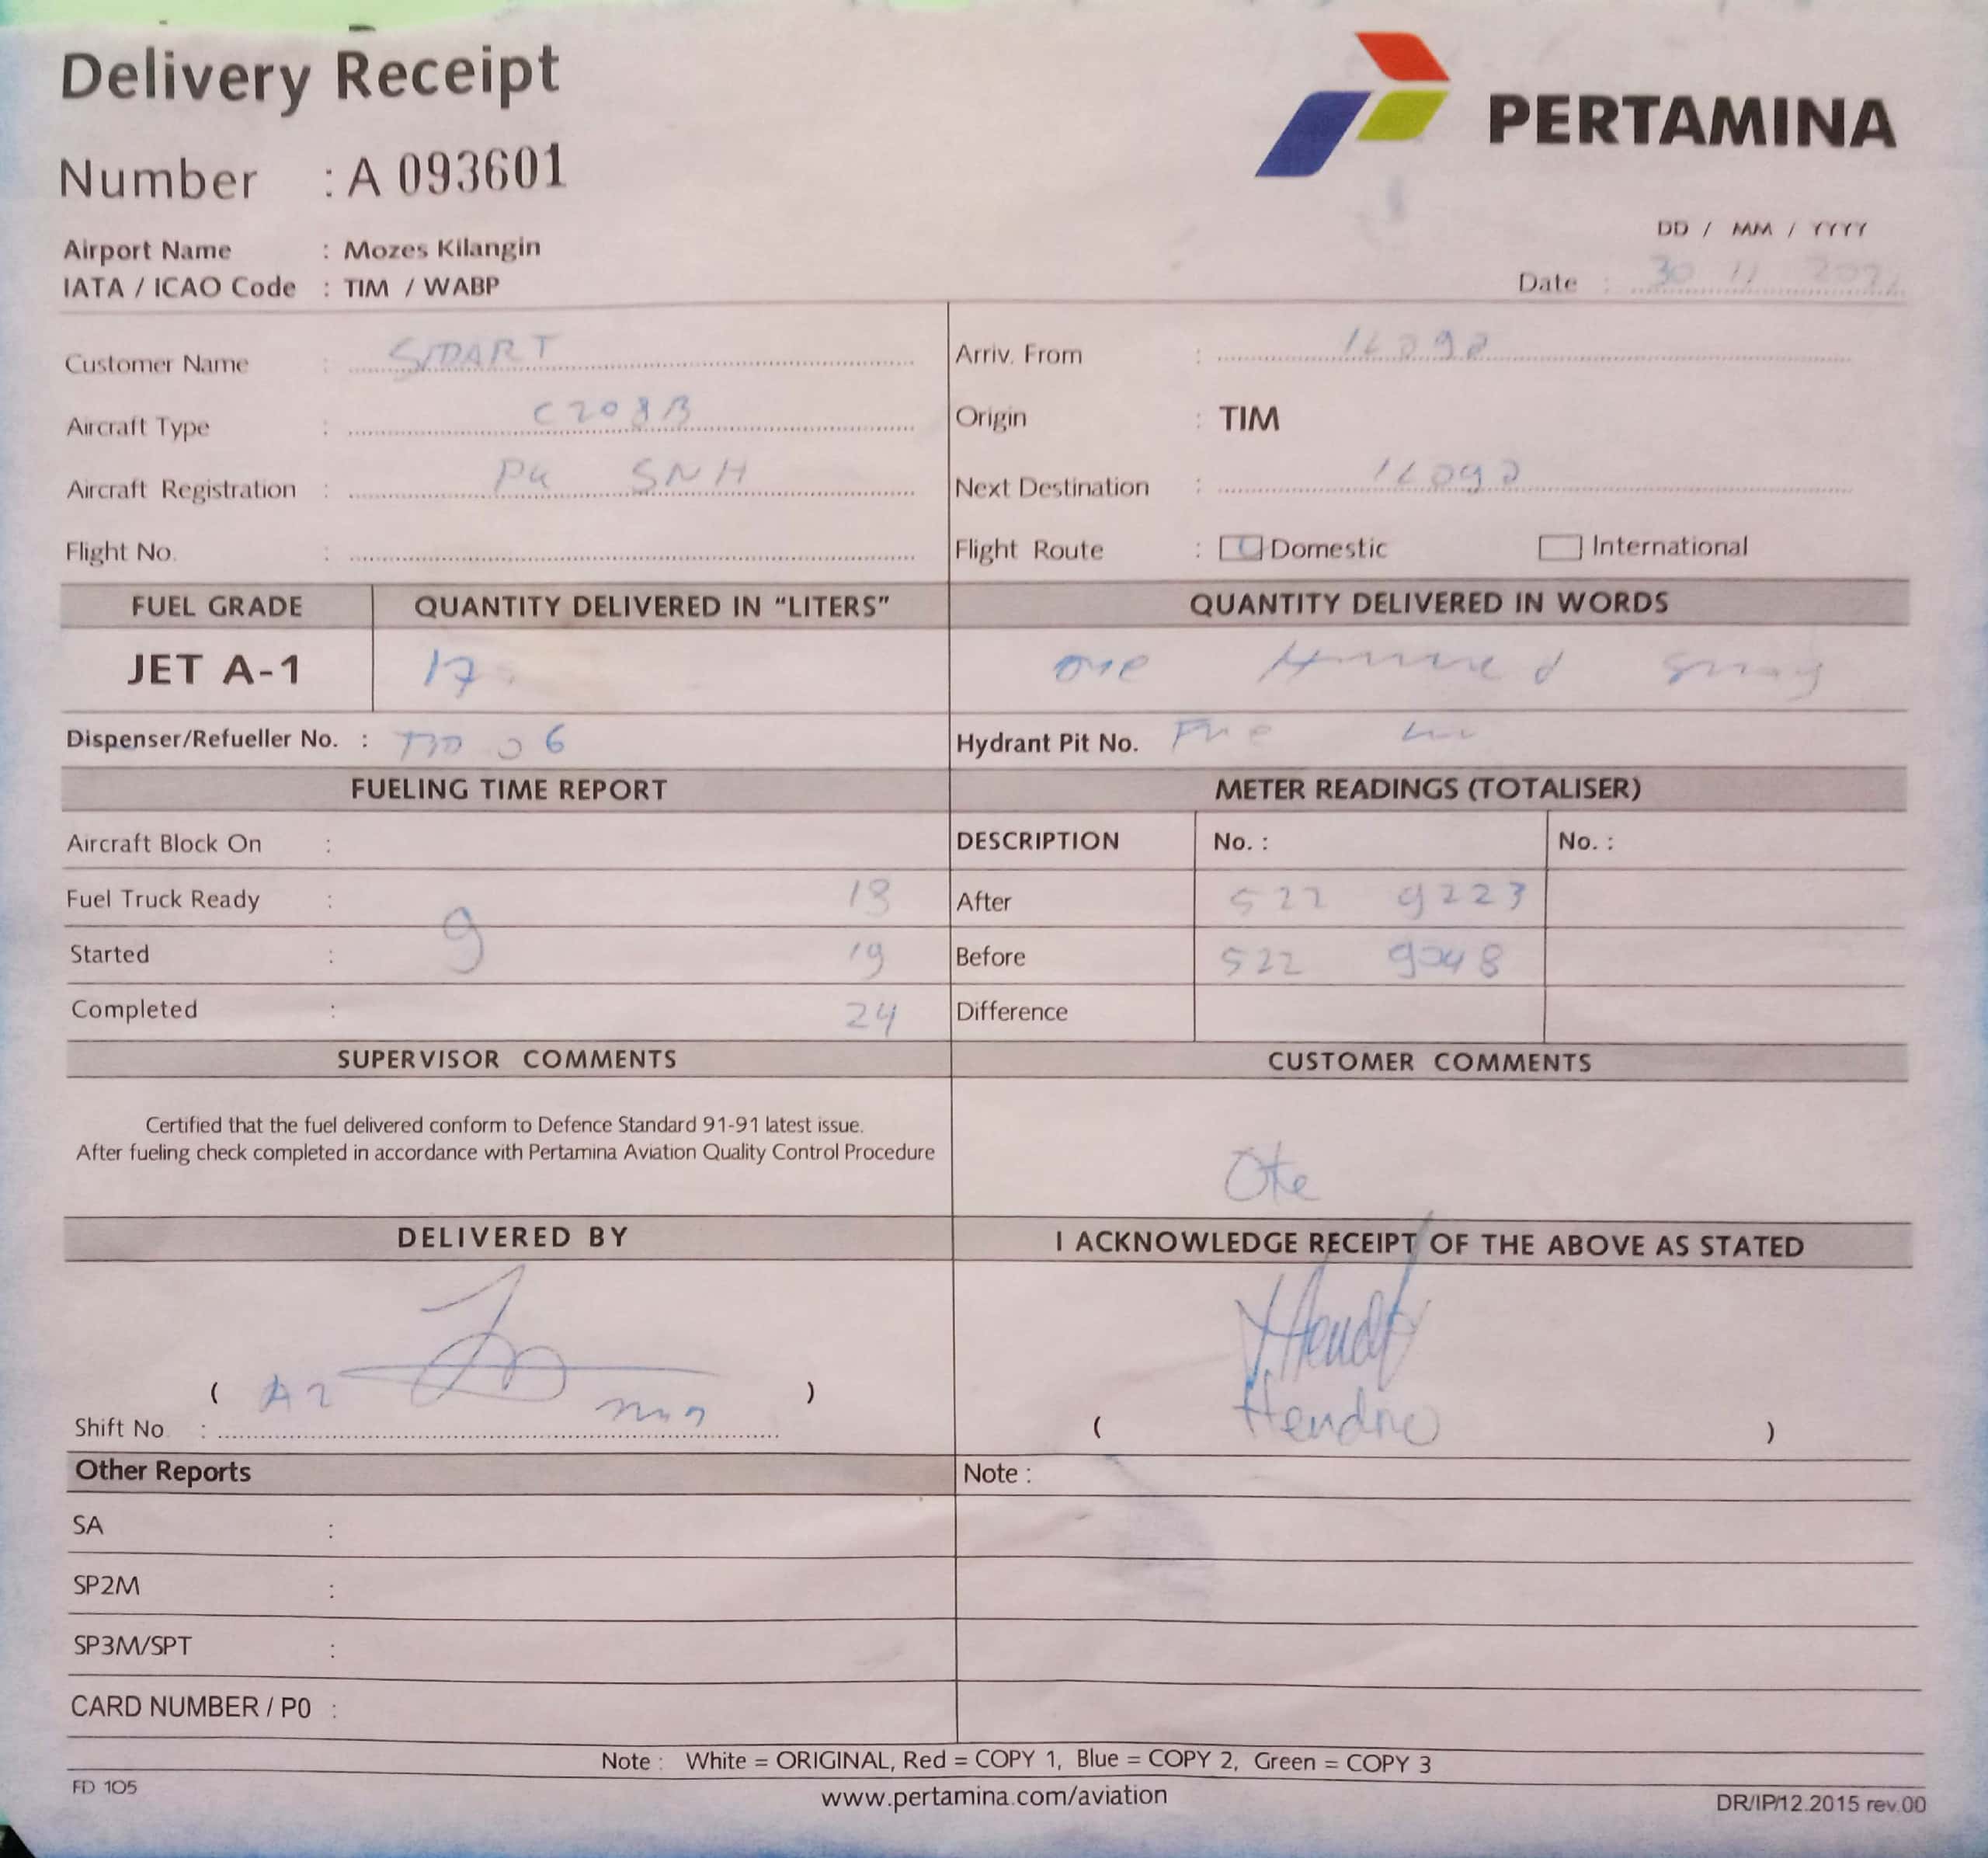 Delivery Receipt
PERTAMINA
Number : A 093601
Airport Name : Mozes Kilangin
IATA / ICAO Code : TIM / WABP
DD / MM / YYYY
Date : 30 11
Customer Name :
Arriv. From :
Aircraft Type : C208B
Origin : TIM
Aircraft Registration : PK SNH
Next Destination :
Flight No. :
Flight Route : Domestic International
FUEL GRADE QUANTITY DELIVERED IN "LITERS" QUANTITY DELIVERED IN WORDS
JET A-1 one
Dispenser/Refueller No. : 06
Hydrant Pit No.
FUELING TIME REPORT METER READINGS (TOTALISER)
Aircraft Block On :
DESCRIPTION No. : No. :
Fuel Truck Ready : 18
After 522 9223
Started : 9 19
Before 522 9048
Completed : 24
Difference
SUPERVISOR COMMENTS CUSTOMER COMMENTS
Certified that the fuel delivered conform to Defence Standard 91-91 latest issue.
After fueling check completed in accordance with Pertamina Aviation Quality Control Procedure
Oke
DELIVERED BY I ACKNOWLEDGE RECEIPT OF THE ABOVE AS STATED
( )
Shift No. :
( Hendric )
Other Reports Note :
SA :
SP2M :
SP3M/SPT :
CARD NUMBER / P0 :
Note : White = ORIGINAL, Red = COPY 1, Blue = COPY 2, Green = COPY 3
FD 105
www.pertamina.com/aviation
DR/IP/12.2015 rev.00